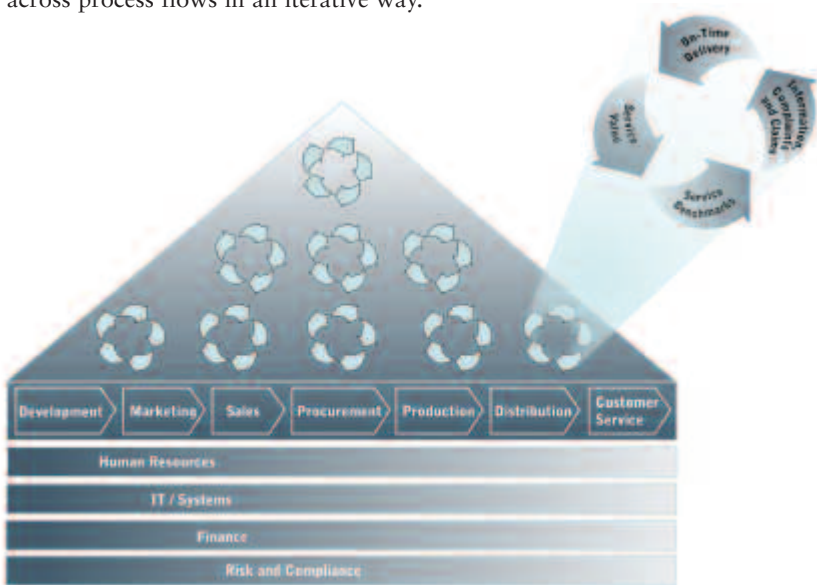 across process flows in an iterative way.
On-Time
Delivery
Information
Complaints
and Claims
Service
Value
Service
Benchmarks
Development
Marketing
Sales
Procurement
Production
Distribution
Customer
Service
Human Resources
IT / Systems
Finance
Risk and Compliance